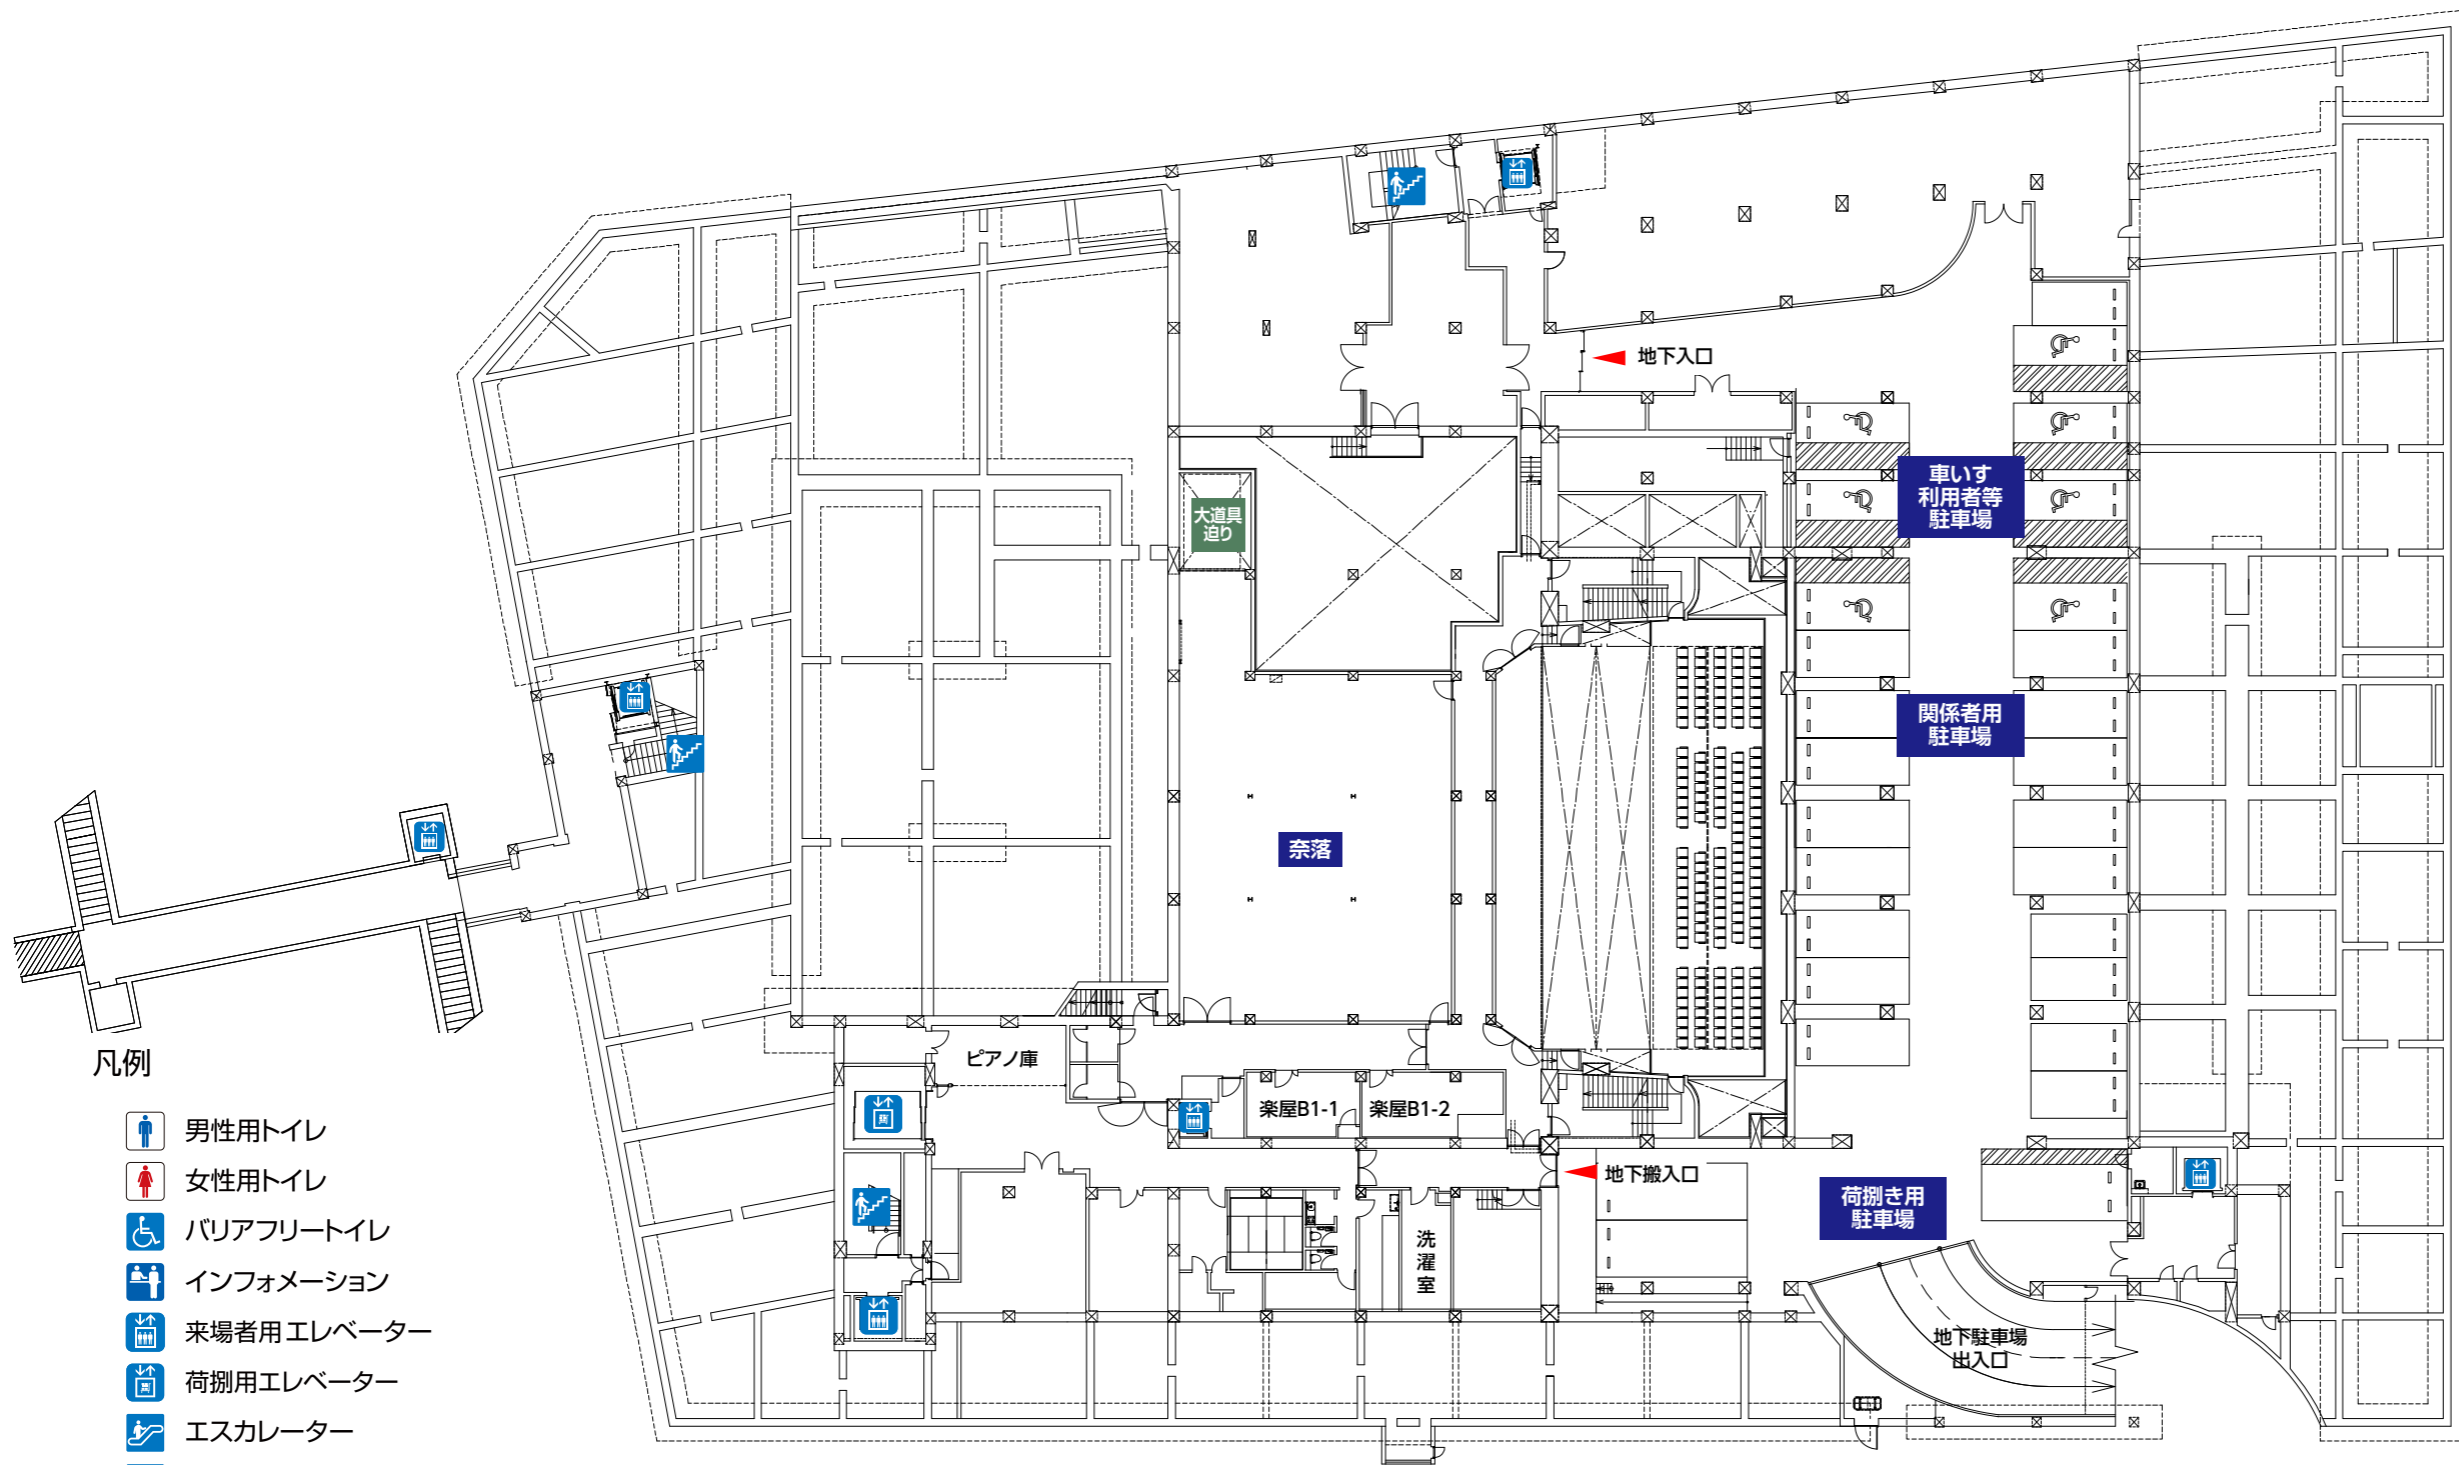 地下入口
大道具
迫り
車いす
利用者等
駐車場
関係者用
駐車場
奈落
ピアノ庫
楽屋B1-1
楽屋B1-2
地下搬入口
荷捌き用
駐車場
洗濯室
地下駐車場
出入口
凡例
男性用トイレ
女性用トイレ
バリアフリートイレ
インフォメーション
来場者用エレベーター
荷捌用エレベーター
エスカレーター